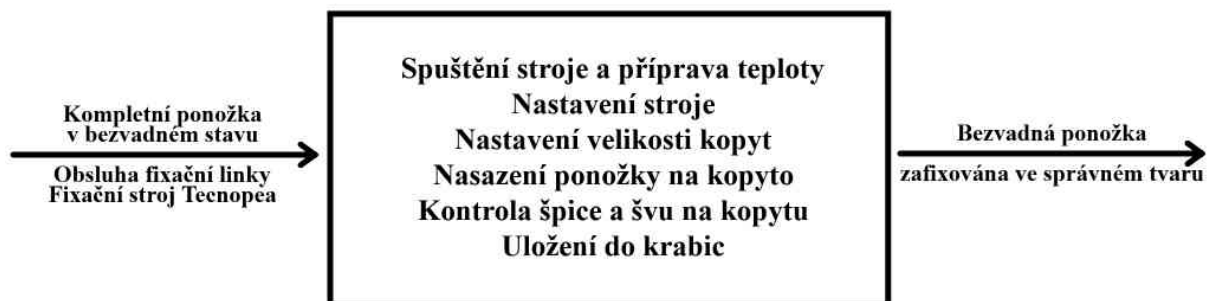 Kompletní ponožka
v bezvadném stavu
Obsluha fixační linky
Fixační stroj Tecnopea
Spuštění stroje a příprava teploty
Nastavení stroje
Nastavení velikosti kopyt
Nasazení ponožky na kopyto
Kontrola špice a švu na kopytu
Uložení do krabic
Bezvadná ponožka
zafixována ve správném tvaru